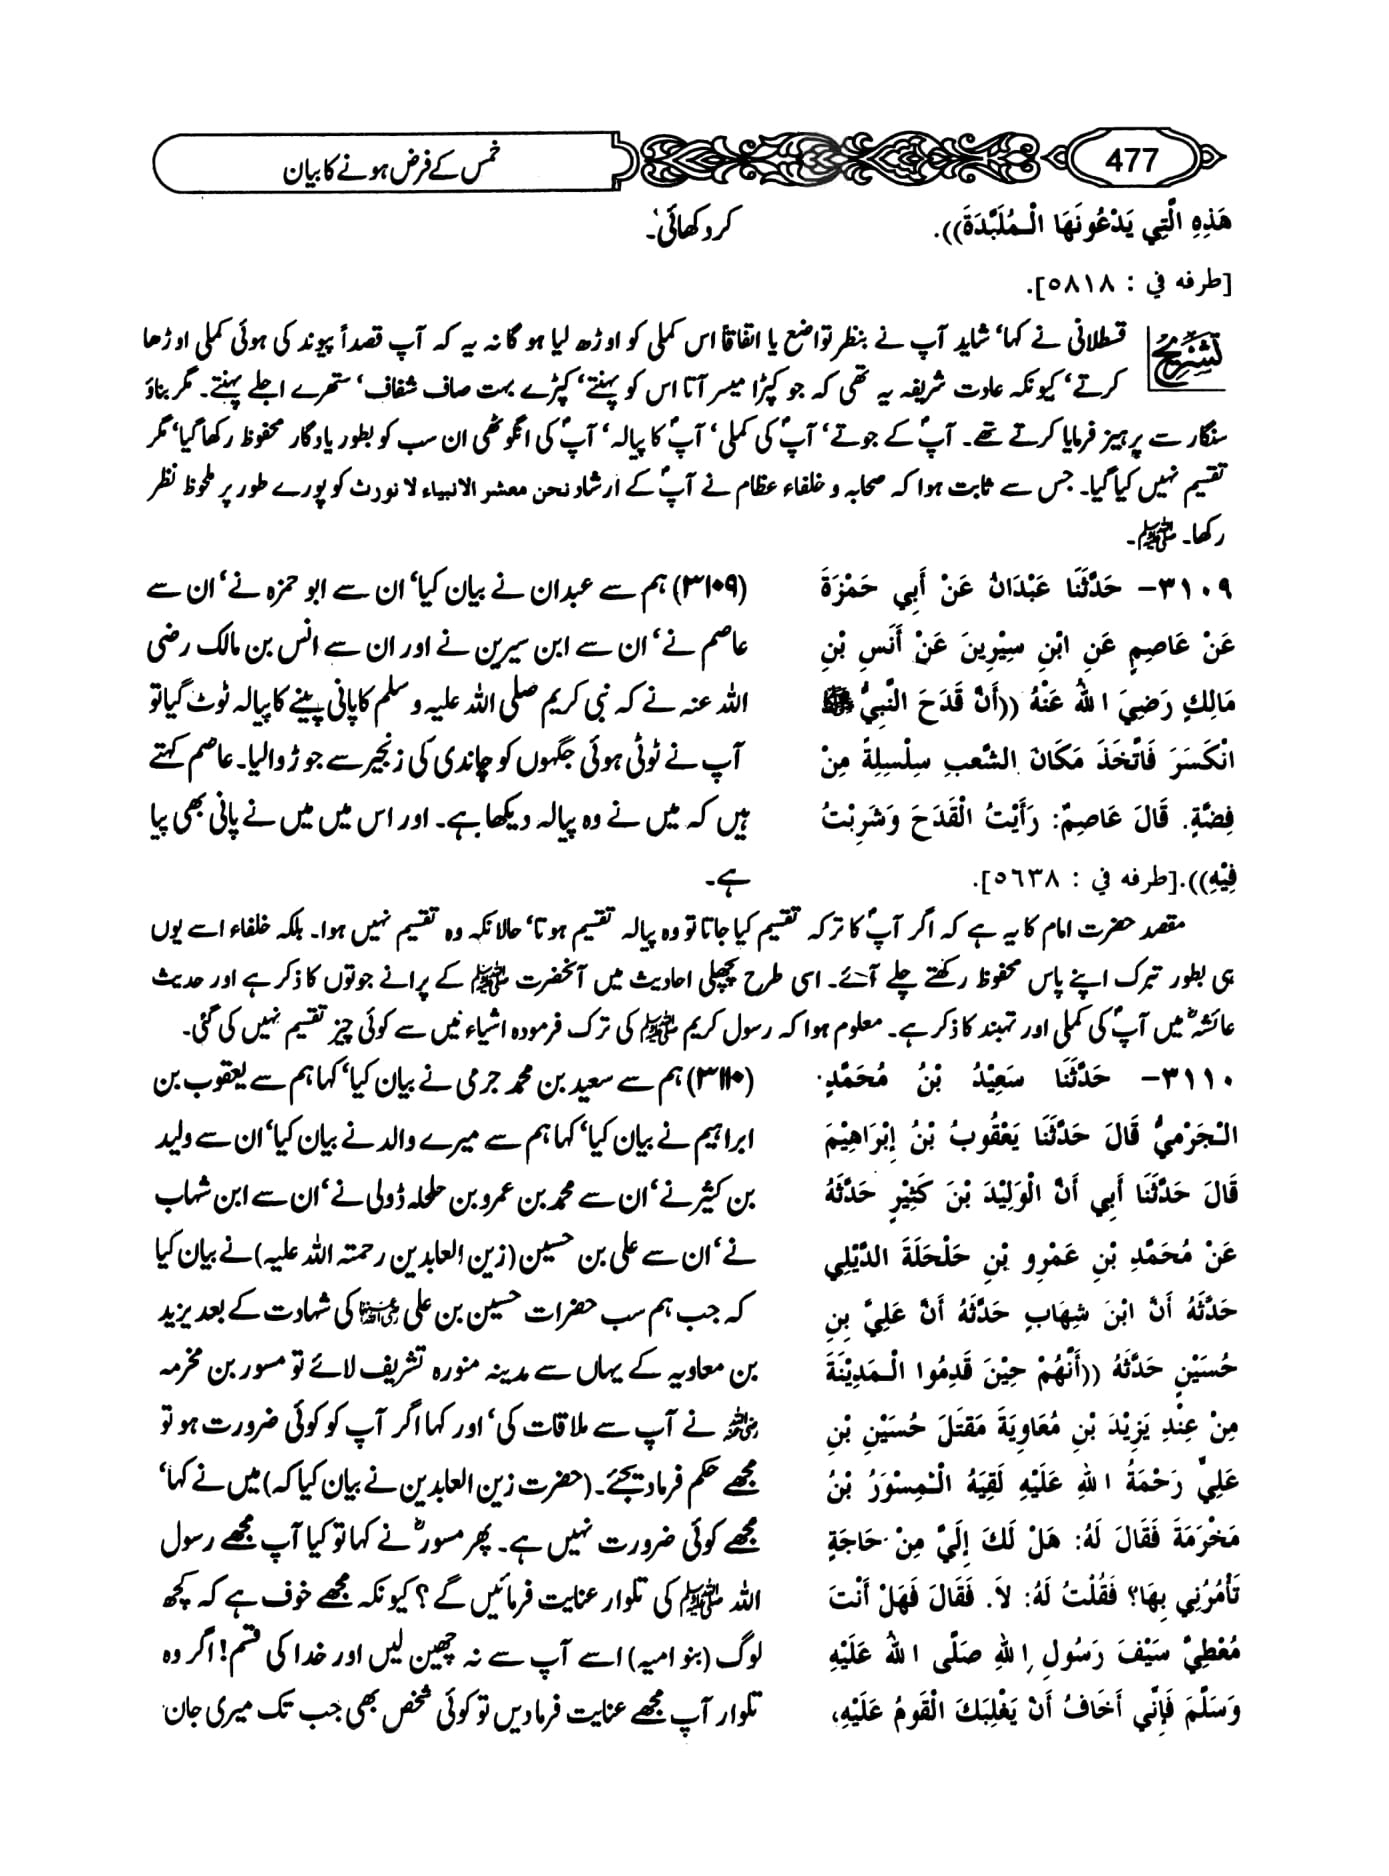 477
خمس کے فرض ہونے کا بیان
هَذِهِ الَّتِي يَدْعُونَهَا الْـمُلَبَّدَةَ)).
[طرفه في : ٥٨١٨].
کر دکھائی۔
تشریح
قسطلانی نے کہا‘ شاید آپ نے بنظر تواضع یا اتفاقاً اس کملی کو اوڑھ لیا ہو گا نہ یہ کہ آپ قصداً پیوند کی ہوئی کملی اوڑھا
کرتے‘ کیونکہ عادت شریفہ یہ تھی کہ جو کپڑا میسر آتا اس کو پہنتے‘ کپڑے بہت صاف شفاف‘ ستھرے اجلے پہنتے۔ مگر بناؤ
سنگار سے پرہیز فرمایا کرتے تھے۔ آپؐ کے جوتے‘ آپؐ کی کملی‘ آپؐ کا پیالہ‘ آپؐ کی انگوٹھی ان سب کو بطور یادگار محفوظ رکھا گیا‘ مگر
تقسیم نہیں کیا گیا۔ جس سے ثابت ہوا کہ صحابہ و خلفاء عظام نے آپؐ کے ارشاد نحن معشر الانبیاء لا نورث کو پورے طور پر ملحوظ نظر
رکھا۔ ﷺ۔
٣١٠٩- حَدَّثَنَا عَبْدَانُ عَنْ أَبِي حَمْزَةَ
عَنْ عَاصِمٍ عَنِ ابْنِ سِيْرِينَ عَنْ أَنَسِ بْنِ
مَالِكٍ رَضِيَ اللهُ عَنْهُ ((أَنَّ قَدَحَ النَّبِيِّ ﷺ
انْكَسَرَ فَاتَّخَذَ مَكَانَ الشَّعبِ سِلْسِلَةً مِنْ
فِضَّةٍ. قَالَ عَاصِمٌ: رَأَيْتُ الْقَدَحَ وَشَرِبْتُ
فِيْهِ)).[طرفه في : ٥٦٣٨].
(۳۱۰۹) ہم سے عبدان نے بیان کیا‘ ان سے ابو حمزہ نے‘ ان سے
عاصم نے‘ ان سے ابن سیرین نے اور ان سے انس بن مالک رضی
اللہ عنہ نے کہ نبی کریم صلی اللہ علیہ و سلم کا پانی پینے کا پیالہ ٹوٹ گیا تو
آپ نے ٹوٹی ہوئی جگہوں کو چاندی کی زنجیر سے جوڑوالیا۔ عاصم کہتے
ہیں کہ میں نے وہ پیالہ دیکھا ہے۔ اور اس میں میں نے پانی بھی پیا
ہے۔
مقصد حضرت امام کا یہ ہے کہ اگر آپؐ کا ترکہ تقسیم کیا جاتا تو وہ پیالہ تقسیم ہوتا‘ حالانکہ وہ تقسیم نہیں ہوا۔ بلکہ خلفاء اسے یوں
ہی بطور تبرک اپنے پاس محفوظ رکھتے چلے آئے۔ اسی طرح پچھلی احادیث میں آنحضرت ﷺ کے پرانے جوتوں کا ذکر ہے اور حدیث
عائشہؓ میں آپؐ کی کملی اور تہبند کا ذکر ہے۔ معلوم ہوا کہ رسول کریم ﷺ کی ترک فرمودہ اشیاء میں سے کوئی چیز تقسیم نہیں کی گئی۔
٣١١٠- حَدَّثَنَا سَعِيْدُ بْنُ مُحَمَّدٍ
الْـجَرْمِيُّ قَالَ حَدَّثَنَا يَعْقُوبُ بْنُ إِبْرَاهِيْمَ
قَالَ حَدَّثَنَا أَبِي أَنَّ الْوَلِيْدَ بْنَ كَثِيْرٍ حَدَّثَهُ
عَنْ مُحَمَّدِ بْنِ عَمْرِو بْنِ حَلْحَلَةَ الدِّيْلِي
حَدَّثَهُ أَنَّ ابْنَ شِهَابٍ حَدَّثَهُ أَنَّ عَلِيَّ بنِ
حُسَيْنٍ حَدَّثَهُ ((أَنَّهُمْ حِيْنَ قَدِمُوا الْـمَدِيْنَةَ
مِنْ عِنْدِ يَزِيْدَ بْنِ مُعَاوِيَةَ مَقْتَلَ حُسَيْنِ بْنِ
عَلِيٍّ رَحْمَةُ اللهِ عَلَيْهِ لَقِيَهُ الْـمِسْوَرُ بْنُ
مَخْرَمَةَ فَقَالَ لَهُ: هَلْ لَكَ إِلَيَّ مِنْ حَاجَةٍ
تَأْمُرُنِي بِهَا؟ فَقُلْتُ لَهُ: لاَ. فَقَالَ فَهَلْ أَنْتَ
مُعْطِيَّ سَيْفَ رَسُولِ اللهِ صَلَّى اللهُ عَلَيْهِ
وَسَلَّمَ فَإِنِّي أَخَافُ أَنْ يَغْلِبَكَ الْقَومُ عَلَيْهِ،
(۳۱۱۰) ہم سے سعید بن محمد جرمی نے بیان کیا‘ کہا ہم سے یعقوب بن
ابراہیم نے بیان کیا‘ کہا ہم سے میرے والد نے بیان کیا‘ ان سے ولید
بن کثیر نے‘ ان سے محمد بن عمرو بن حلحلہ ڈولی نے‘ ان سے ابن شہاب
نے‘ ان سے علی بن حسین (زین العابدین رحمتہ اللہ علیہ) نے بیان کیا
کہ جب ہم سب حضرات حسین بن علی رضی اللہ عنہما کی شہادت کے بعد یزید
بن معاویہ کے یہاں سے مدینہ منورہ تشریف لائے تو مسور بن مخرمہ
رضی اللہ عنہ نے آپ سے ملاقات کی‘ اور کہا اگر آپ کو کوئی ضرورت ہو تو
مجھے حکم فرما دیجئے۔ (حضرت زین العابدین نے بیان کیا کہ) میں نے کہا‘
مجھے کوئی ضرورت نہیں ہے۔ پھر مسورؓ نے کہا تو کیا آپ مجھے رسول
اللہ ﷺ کی تلوار عنایت فرمائیں گے؟ کیونکہ مجھے خوف ہے کہ کچھ
لوگ (بنو امیہ) اسے آپ سے نہ چھین لیں اور خدا کی قسم! اگر وہ
تلوار آپ مجھے عنایت فرما دیں تو کوئی شخص بھی جب تک میری جان